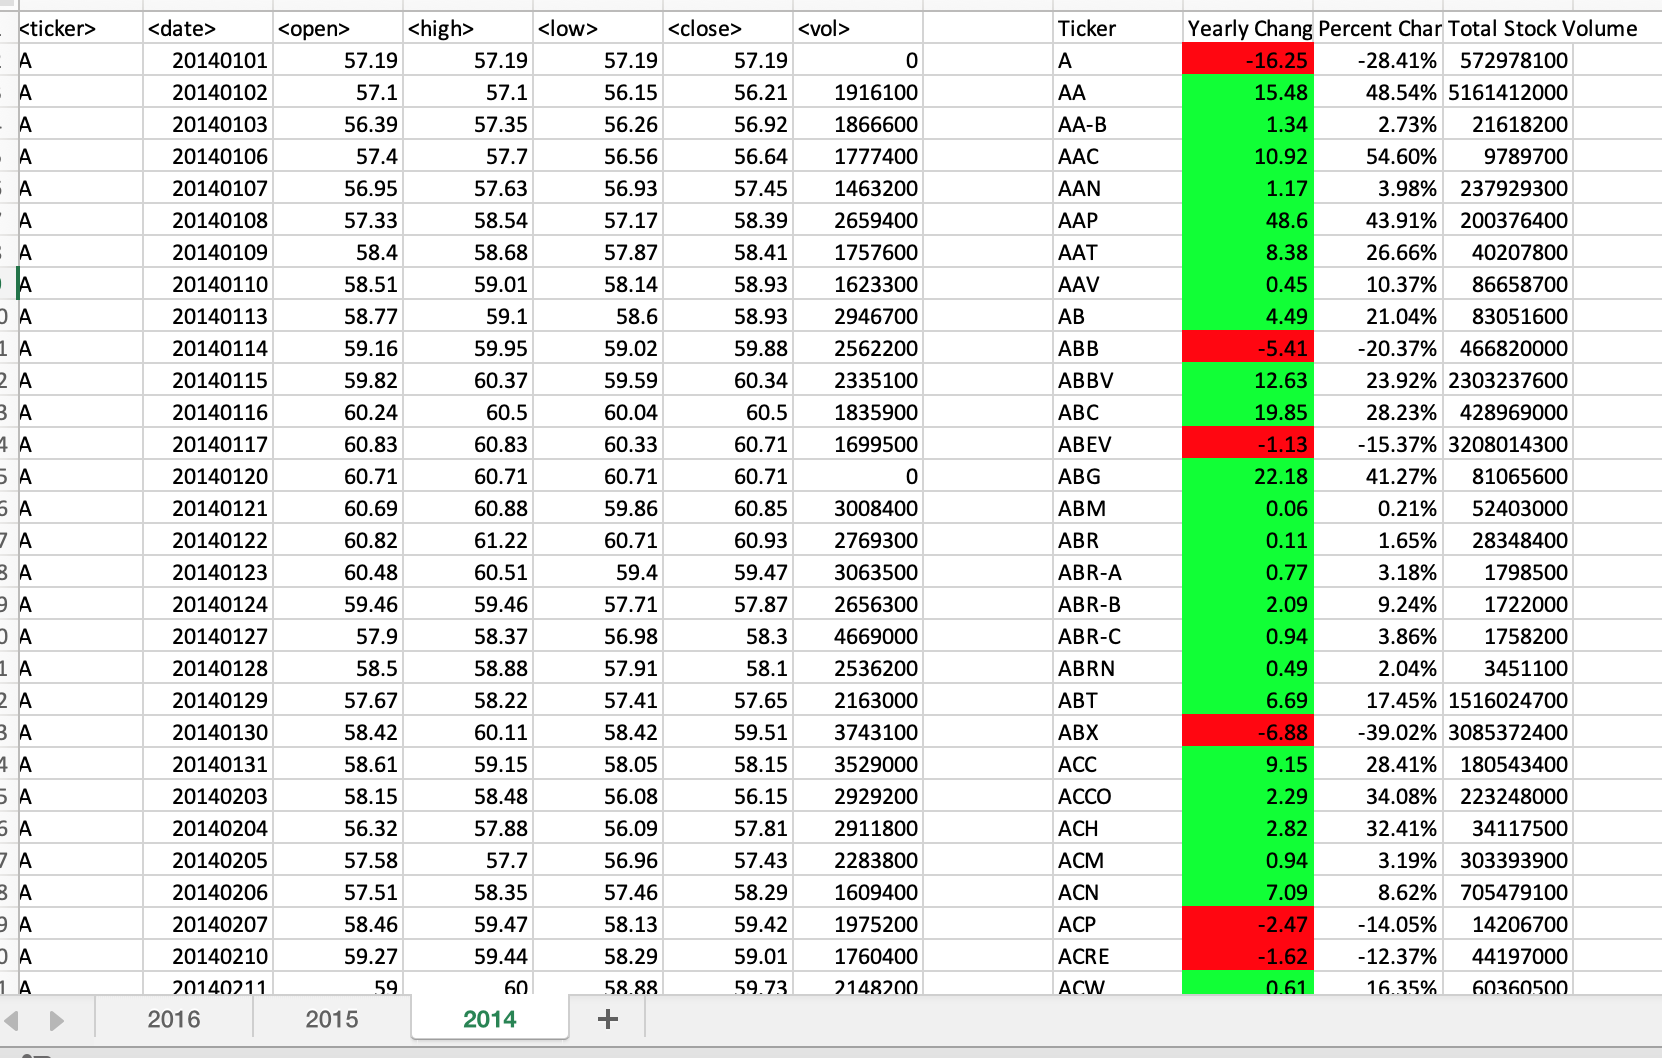 <ticker> <date> <open> <high> <low> <close> <vol> Ticker Yearly Chang Percent Char Total Stock Volume
A 20140101 57.19 57.19 57.19 57.19 0 A -16.25 -28.41% 572978100
A 20140102 57.1 57.1 56.15 56.21 1916100 AA 15.48 48.54% 5161412000
A 20140103 56.39 57.35 56.26 56.92 1866600 AA-B 1.34 2.73% 21618200
A 20140106 57.4 57.7 56.56 56.64 1777400 AAC 10.92 54.60% 9789700
A 20140107 56.95 57.63 56.93 57.45 1463200 AAN 1.17 3.98% 237929300
A 20140108 57.33 58.54 57.17 58.39 2659400 AAP 48.6 43.91% 200376400
A 20140109 58.4 58.68 57.87 58.41 1757600 AAT 8.38 26.66% 40207800
A 20140110 58.51 59.01 58.14 58.93 1623300 AAV 0.45 10.37% 86658700
A 20140113 58.77 59.1 58.6 58.93 2946700 AB 4.49 21.04% 83051600
A 20140114 59.16 59.95 59.02 59.88 2562200 ABB -5.41 -20.37% 466820000
A 20140115 59.82 60.37 59.59 60.34 2335100 ABBV 12.63 23.92% 2303237600
A 20140116 60.24 60.5 60.04 60.5 1835900 ABC 19.85 28.23% 428969000
A 20140117 60.83 60.83 60.33 60.71 1699500 ABEV -1.13 -15.37% 3208014300
A 20140120 60.71 60.71 60.71 60.71 0 ABG 22.18 41.27% 81065600
A 20140121 60.69 60.88 59.86 60.85 3008400 ABM 0.06 0.21% 52403000
A 20140122 60.82 61.22 60.71 60.93 2769300 ABR 0.11 1.65% 28348400
A 20140123 60.48 60.51 59.4 59.47 3063500 ABR-A 0.77 3.18% 1798500
A 20140124 59.46 59.46 57.71 57.87 2656300 ABR-B 2.09 9.24% 1722000
A 20140127 57.9 58.37 56.98 58.3 4669000 ABR-C 0.94 3.86% 1758200
A 20140128 58.5 58.88 57.91 58.1 2536200 ABRN 0.49 2.04% 3451100
A 20140129 57.67 58.22 57.41 57.65 2163000 ABT 6.69 17.45% 1516024700
A 20140130 58.42 60.11 58.42 59.51 3743100 ABX -6.88 -39.02% 3085372400
A 20140131 58.61 59.15 58.05 58.15 3529000 ACC 9.15 28.41% 180543400
A 20140203 58.15 58.48 56.08 56.15 2929200 ACCO 2.29 34.08% 223248000
A 20140204 56.32 57.88 56.09 57.81 2911800 ACH 2.82 32.41% 34117500
A 20140205 57.58 57.7 56.96 57.43 2283800 ACM 0.94 3.19% 303393900
A 20140206 57.51 58.35 57.46 58.29 1609400 ACN 7.09 8.62% 705479100
A 20140207 58.46 59.47 58.13 59.42 1975200 ACP -2.47 -14.05% 14206700
A 20140210 59.27 59.44 58.29 59.01 1760400 ACRE -1.62 -12.37% 44197000
A 20140211 59 60 58.88 59.73 2148200 ACW 0.61 16.35% 60360500
2016 2015 2014 +